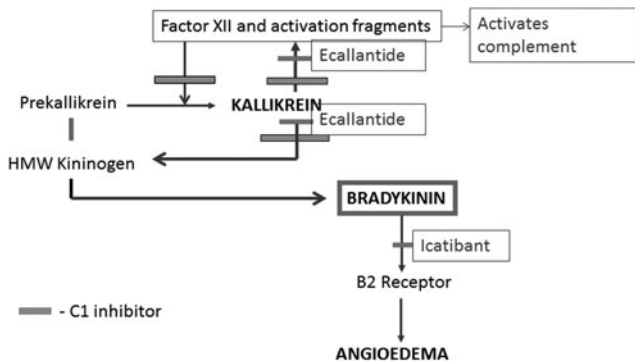 Factor XII and activation fragments
Activates
complement
Ecallantide
Prekallikrein
KALLIKREIN
Ecallantide
HMW Kininogen
BRADYKININ
Icatibant
B2 Receptor
- C1 inhibitor
ANGIOEDEMA